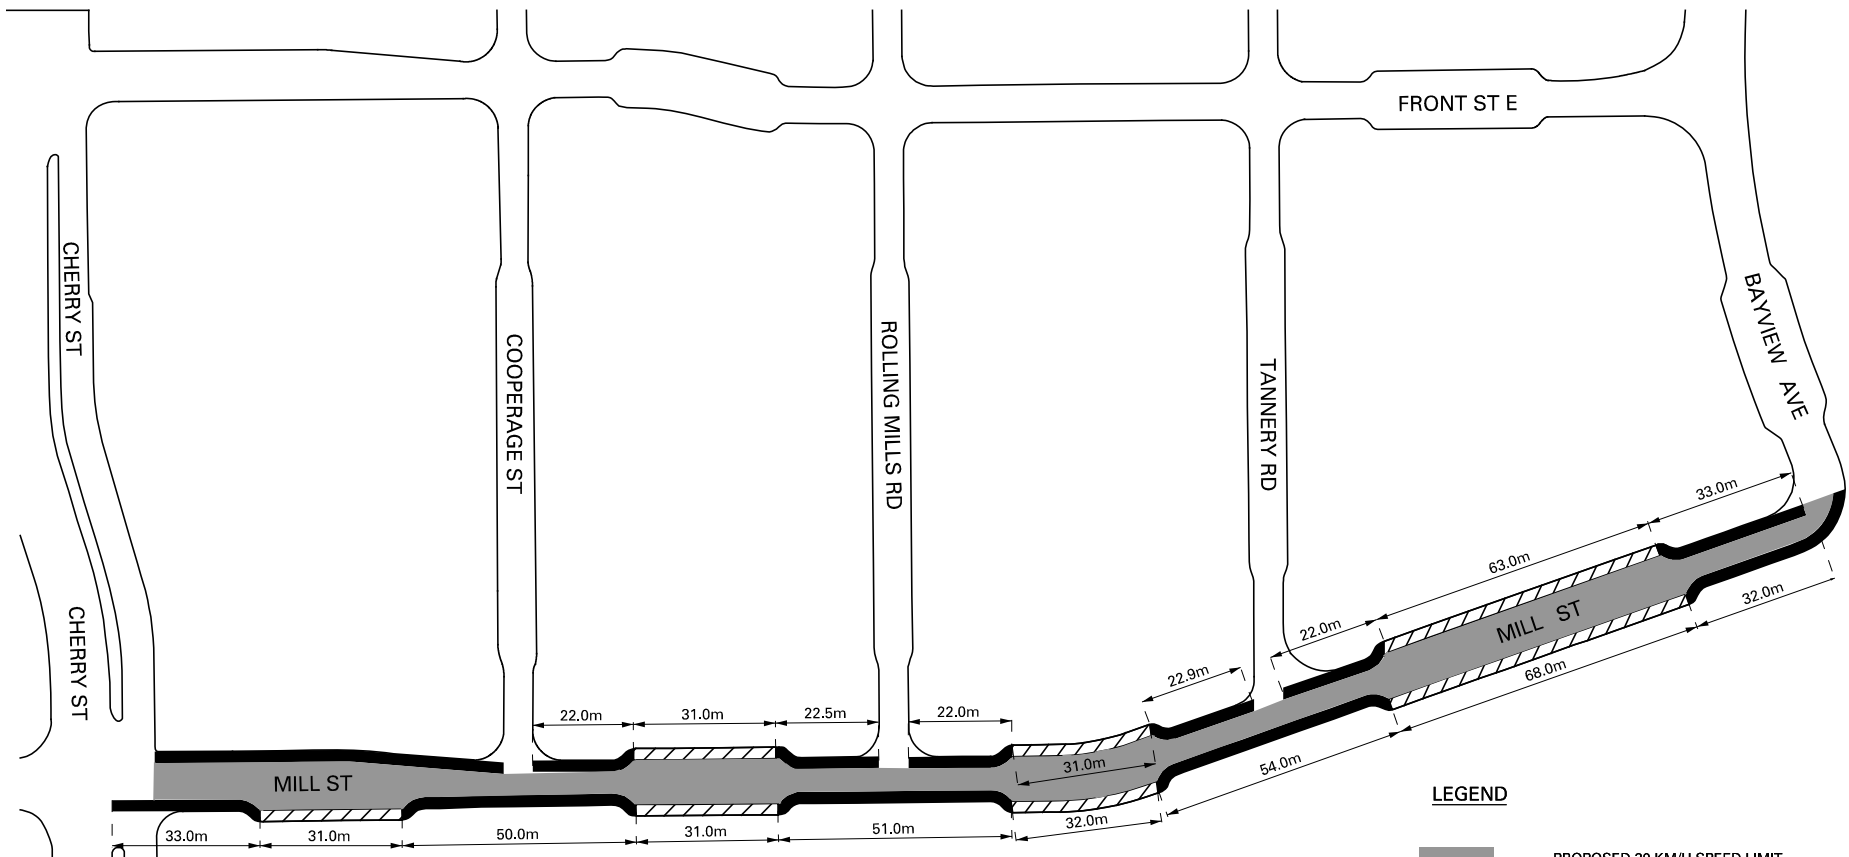 FRONT ST E
CHERRY ST
COOPERAGE ST
ROLLING MILLS RD
TANNERY RD
BAYVIEW AVE
CHERRY ST
33.0m
63.0m
32.0m
22.0m
MILL ST
68.0m
22.9m
22.0m
31.0m
22.5m
22.0m
31.0m
54.0m
MILL ST
33.0m
31.0m
50.0m
31.0m
51.0m
32.0m
LEGEND